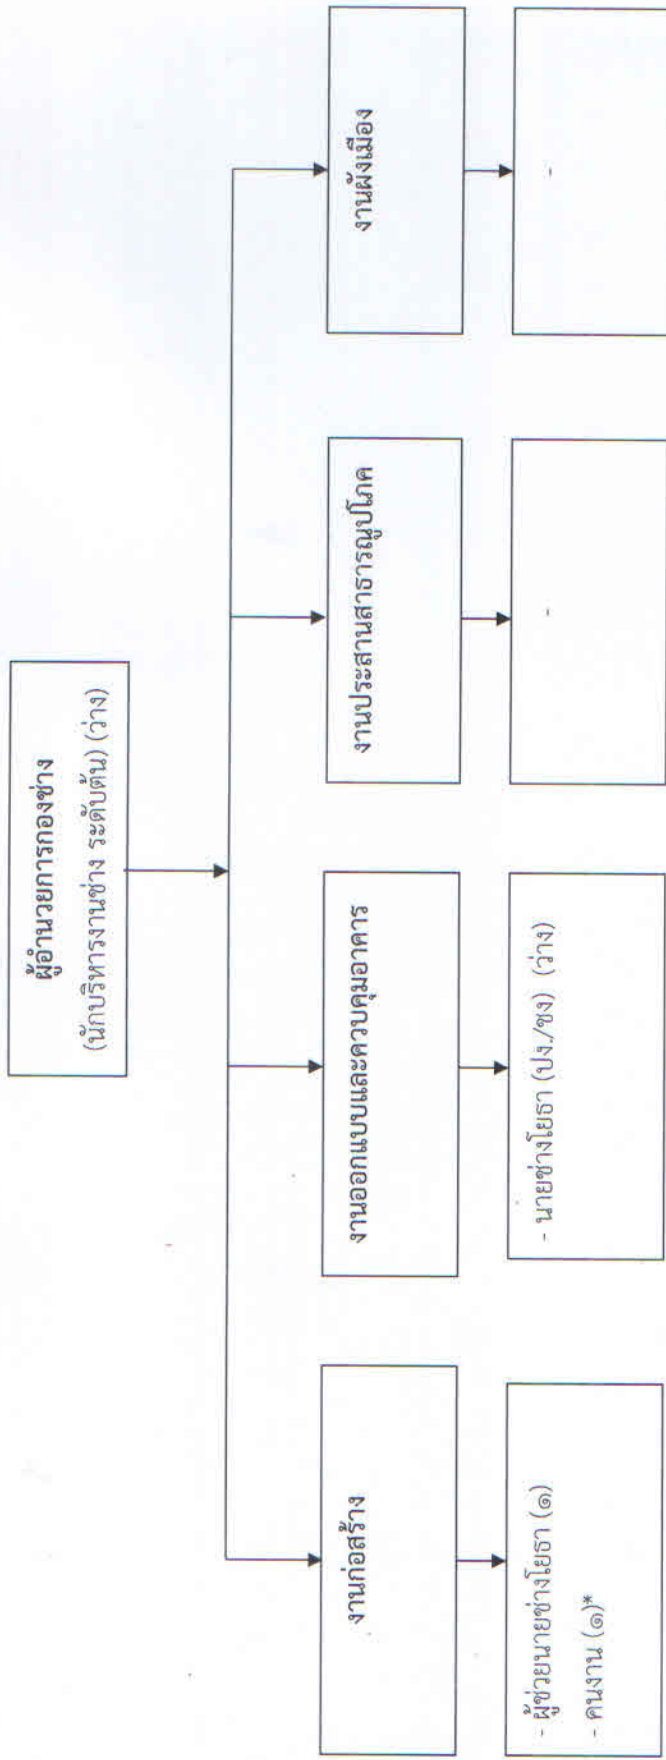 ผู้อำนวยการกองช่าง
(นักบริหารงานช่าง ระดับต้น) (ว่าง)
งานก่อสร้าง
งานออกแบบและควบคุมอาคาร
งานประสานสาธารณูปโภค
งานผังเมือง
- ผู้ช่วยนายช่างโยธา (๑)
- คนงาน (๑)*
- นายช่างโยธา (ปง./ชง) (ว่าง)
-
-